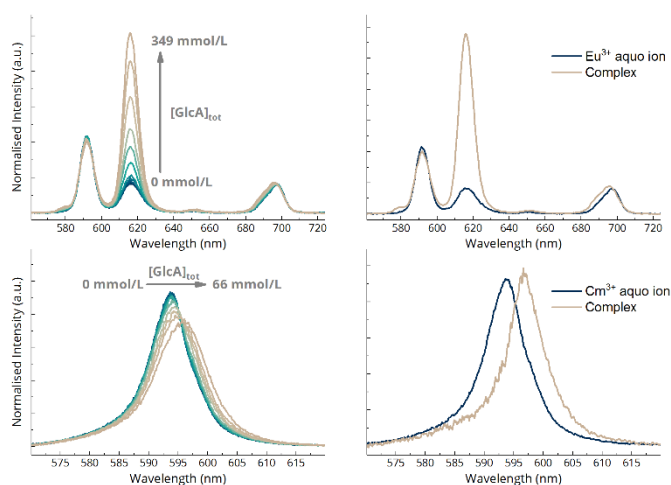 Normalised Intensity (a.u.)
349 mmol/L
[GlcA]tot
0 mmol/L
580 600 620 640 660 680 700 720
Wavelength (nm)
Eu³⁺ aquo ion
Complex
580 600 620 640 660 680 700 720
Wavelength (nm)
Normalised Intensity (a.u.)
[GlcA]tot
0 mmol/L 66 mmol/L
575 580 585 590 595 600 605 610 615
Wavelength (nm)
Cm³⁺ aquo ion
Complex
575 580 585 590 595 600 605 610 615
Wavelength (nm)